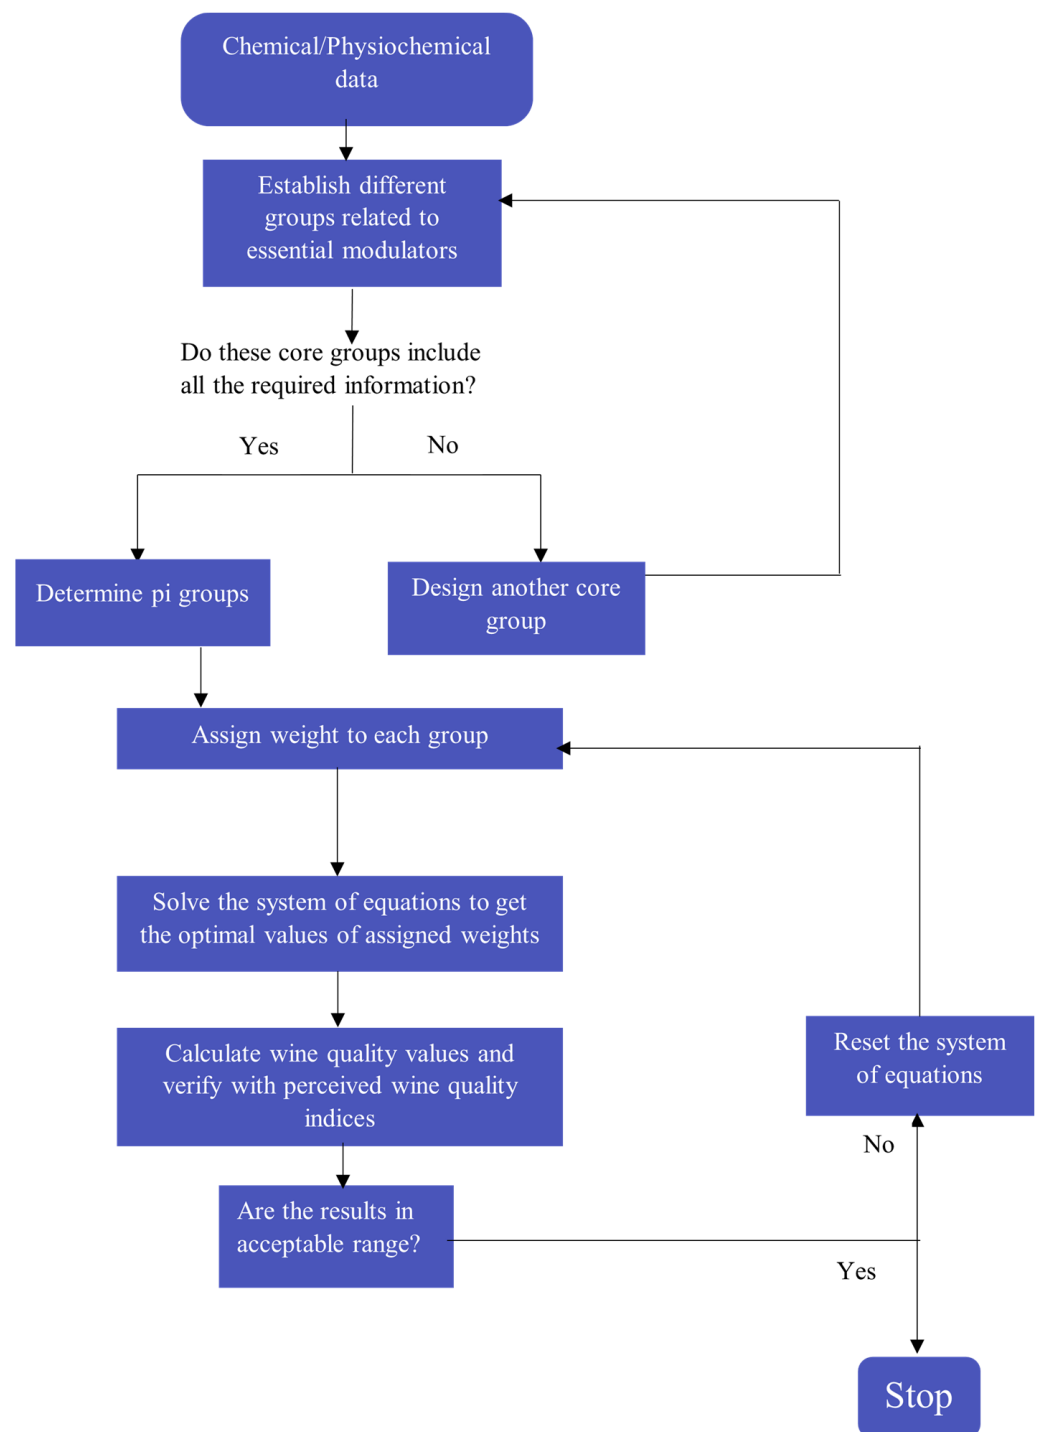 Chemical/Physiochemical
data
Establish different
groups related to
essential modulators
Do these core groups include
all the required information?
Yes
No
Determine pi groups
Design another core
group
Assign weight to each group
Solve the system of equations to get
the optimal values of assigned weights
Calculate wine quality values and
verify with perceived wine quality
indices
Reset the system
of equations
No
Are the results in
acceptable range?
Yes
Stop